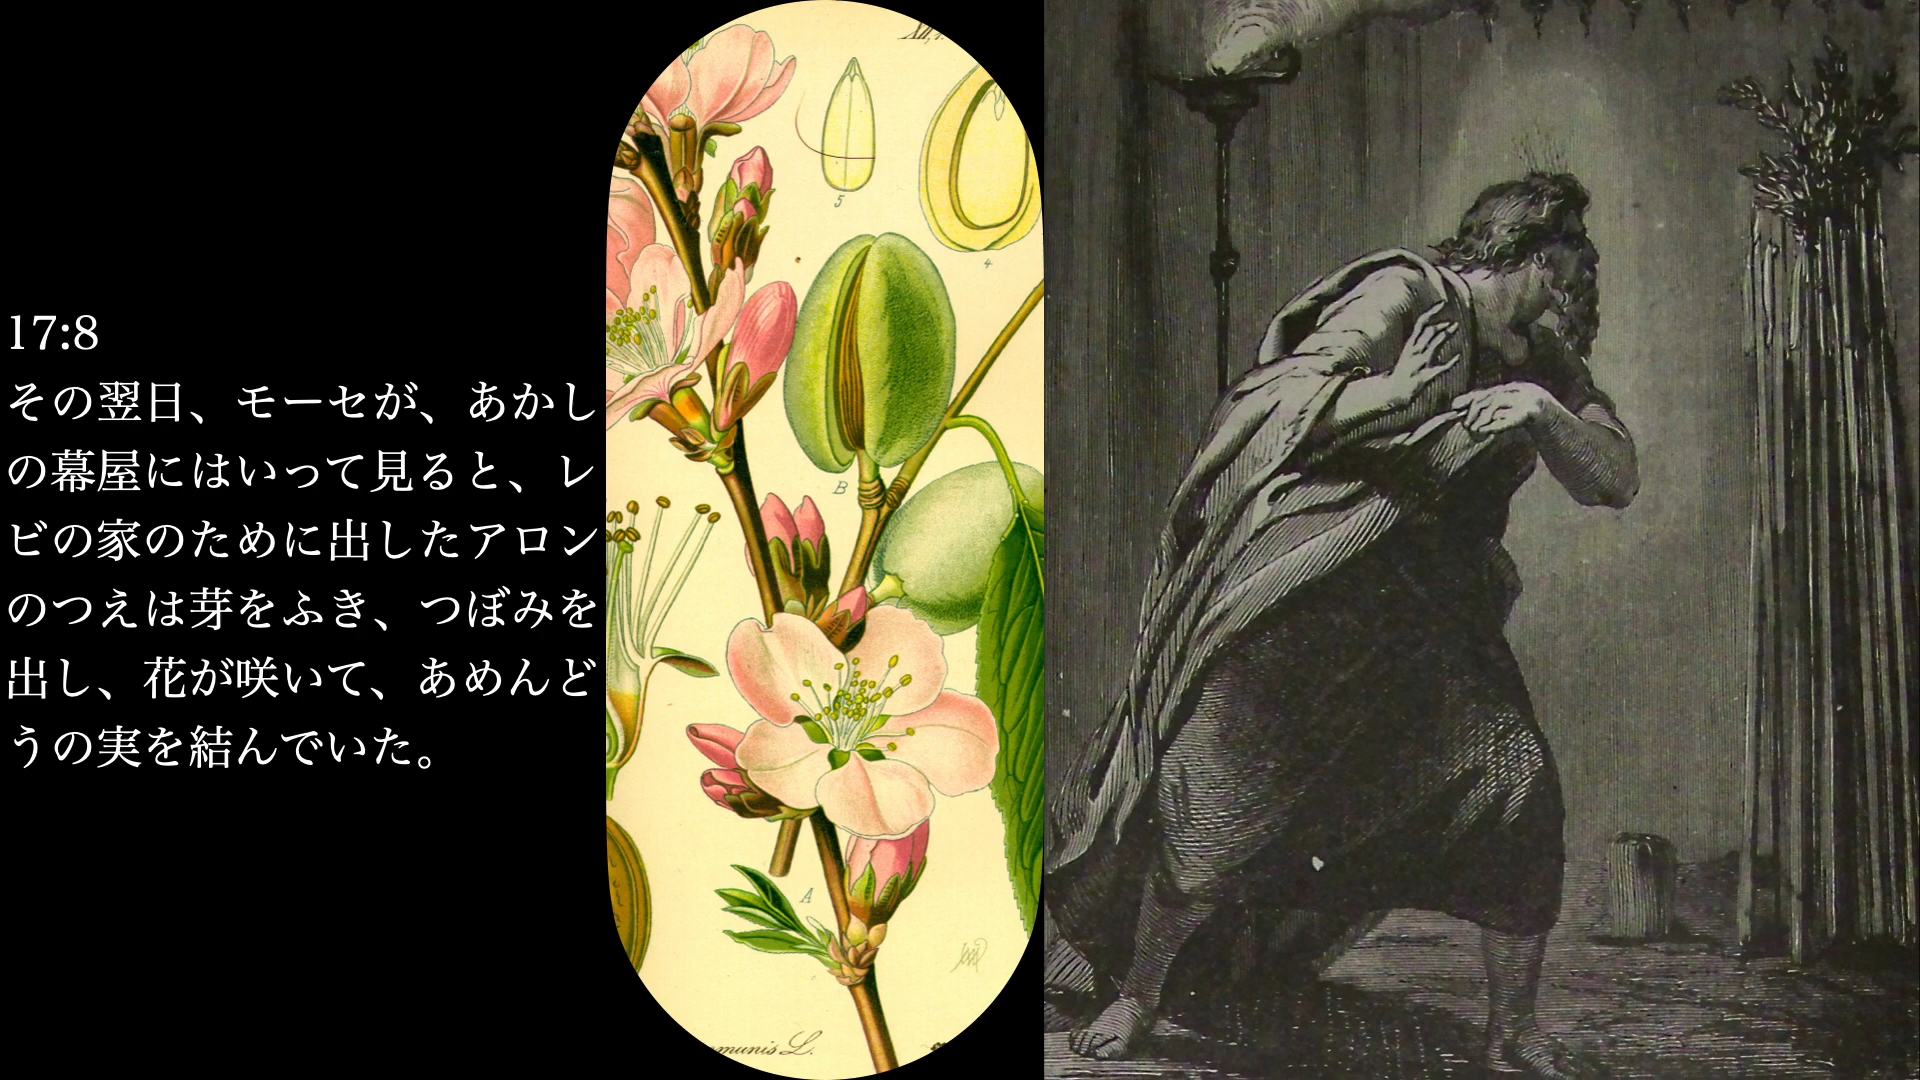 17:8
その翌日、モーセが、あかし
の幕屋にはいって見ると、レ
ビの家のために出したアロン
のつえは芽をふき、つぼみを
出し、花が咲いて、あめんど
うの実を結んでいた。
5
4
B
A
munis L.